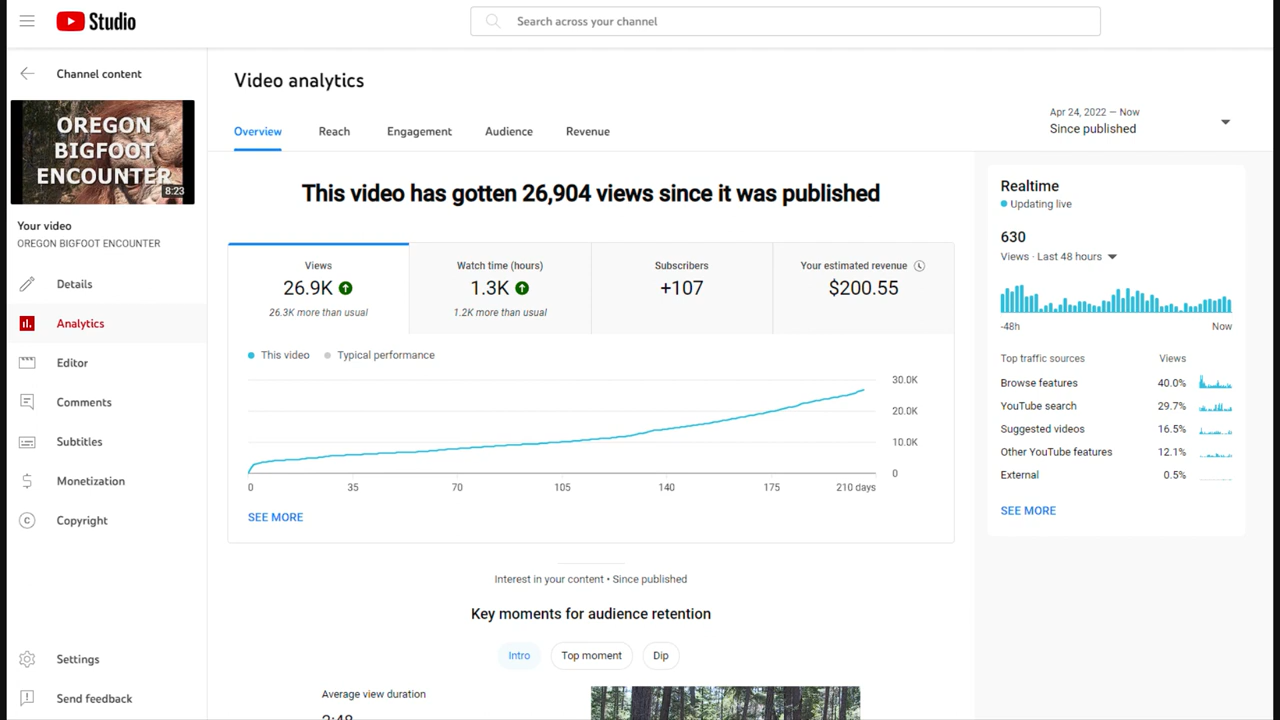 Studio
Search across your channel
Channel content
OREGON
BIGFOOT
ENCOUNTER
8:23
Your video
OREGON BIGFOOT ENCOUNTER
Details
Analytics
Editor
Comments
Subtitles
Monetization
Copyright
Settings
Send feedback
Video analytics
Overview
Reach
Engagement
Audience
Revenue
Apr 24, 2022 — Now
Since published
This video has gotten 26,904 views since it was published
Views
26.9K
26.3K more than usual
Watch time (hours)
1.3K
1.2K more than usual
Subscribers
+107
Your estimated revenue
$200.55
This video
Typical performance
30.0K
20.0K
10.0K
0
0 35 70 105 140 175 210 days
SEE MORE
Interest in your content • Since published
Key moments for audience retention
Intro
Top moment
Dip
Average view duration
2:48
Realtime
Updating live
630
Views · Last 48 hours
-48h Now
Top traffic sources Views
Browse features 40.0%
YouTube search 29.7%
Suggested videos 16.5%
Other YouTube features 12.1%
External 0.5%
SEE MORE